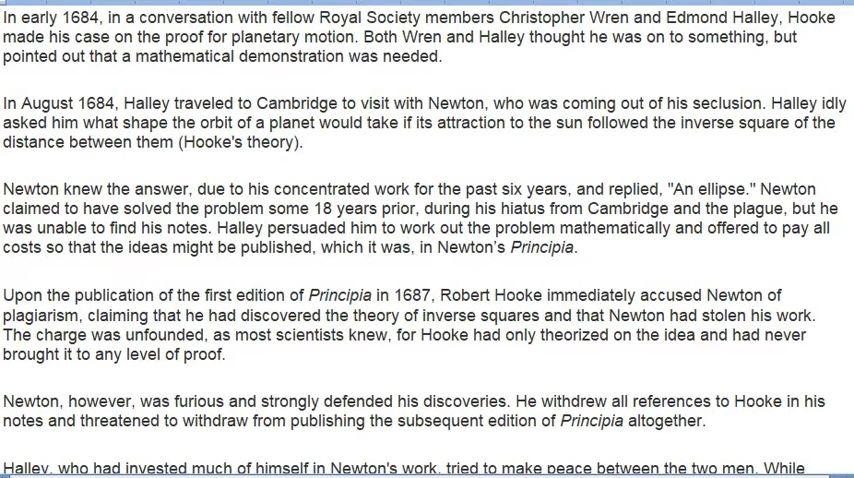 In early 1684, in a conversation with fellow Royal Society members Christopher Wren and Edmond Halley, Hooke
made his case on the proof for planetary motion. Both Wren and Halley thought he was on to something, but
pointed out that a mathematical demonstration was needed.
In August 1684, Halley traveled to Cambridge to visit with Newton, who was coming out of his seclusion. Halley idly
asked him what shape the orbit of a planet would take if its attraction to the sun followed the inverse square of the
distance between them (Hooke's theory).
Newton knew the answer, due to his concentrated work for the past six years, and replied, "An ellipse." Newton
claimed to have solved the problem some 18 years prior, during his hiatus from Cambridge and the plague, but he
was unable to find his notes. Halley persuaded him to work out the problem mathematically and offered to pay all
costs so that the ideas might be published, which it was, in Newton’s Principia.
Upon the publication of the first edition of Principia in 1687, Robert Hooke immediately accused Newton of
plagiarism, claiming that he had discovered the theory of inverse squares and that Newton had stolen his work.
The charge was unfounded, as most scientists knew, for Hooke had only theorized on the idea and had never
brought it to any level of proof.
Newton, however, was furious and strongly defended his discoveries. He withdrew all references to Hooke in his
notes and threatened to withdraw from publishing the subsequent edition of Principia altogether.
Halley, who had invested much of himself in Newton's work, tried to make peace between the two men. While